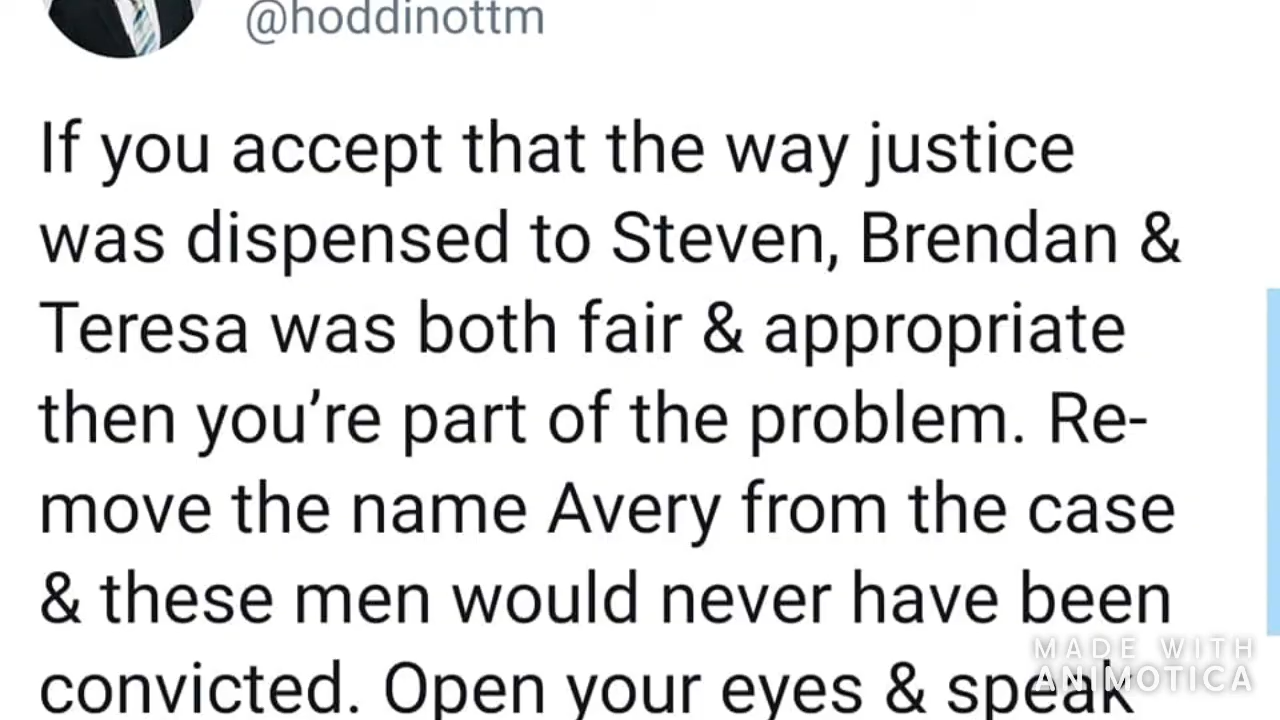 @hoddinottm
If you accept that the way justice
was dispensed to Steven, Brendan &
Teresa was both fair & appropriate
then you’re part of the problem. Re-
move the name Avery from the case
& these men would never have been
convicted. Open your eyes & speak
MADE WITH
ANIMOTICA